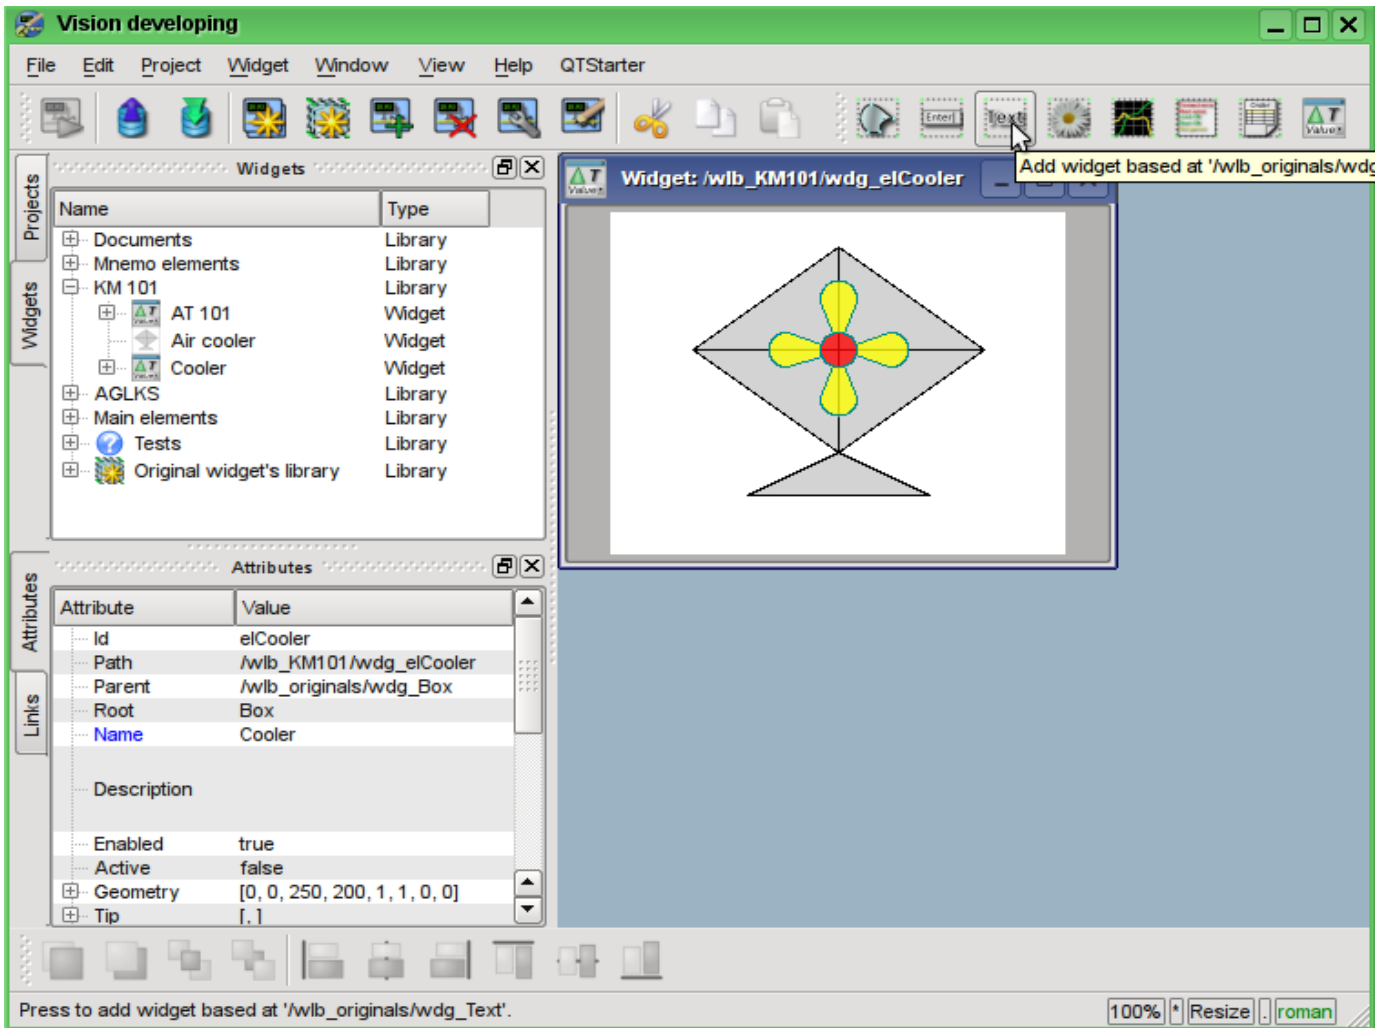 Vision developing
File Edit Project Widget Window View Help QTStarter
Enter
Text
Value
Add widget based at '/wlb_originals/wdg
Projects
Widgets
Widgets
Name Type
Documents Library
Mnemo elements Library
KM 101 Library
AT 101 Widget
Air cooler Widget
Cooler Widget
AGLKS Library
Main elements Library
Tests Library
Original widget's library Library
Widget: /wlb_KM101/wdg_elCooler
Attributes
Links
Attributes
Attribute Value
Id elCooler
Path /wlb_KM101/wdg_elCooler
Parent /wlb_originals/wdg_Box
Root Box
Name Cooler
Description
Enabled true
Active false
Geometry [0, 0, 250, 200, 1, 1, 0, 0]
Tip [, ]
Press to add widget based at '/wlb_originals/wdg_Text'.
100% * Resize . roman